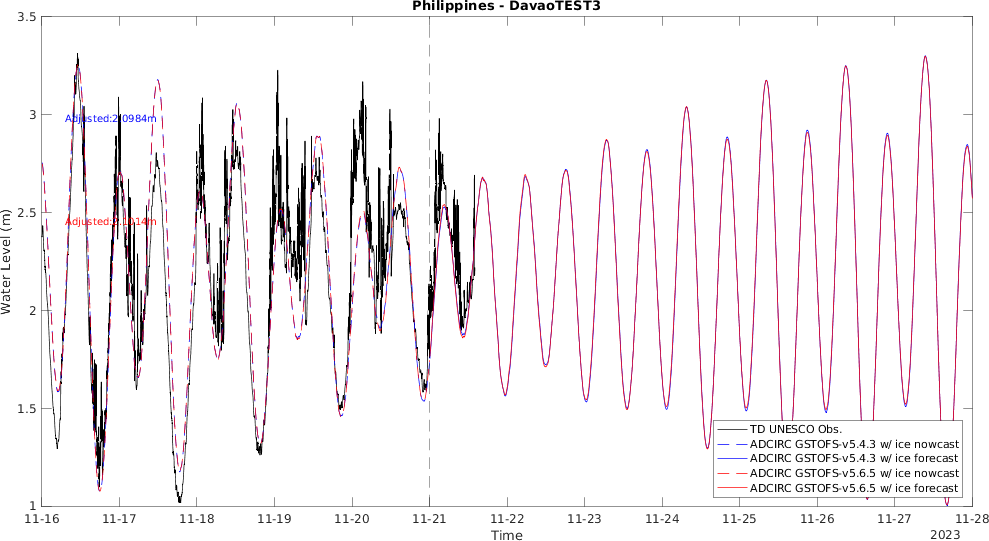 Philippines - DavaoTEST3
3.5
3
2.5
2
1.5
1
Water Level (m)
Adjusted:2.0984m
TD UNESCO Obs.
ADCIRC GSTOFS-v5.4.3 w/ ice nowcast
ADCIRC GSTOFS-v5.4.3 w/ ice forecast
ADCIRC GSTOFS-v5.6.5 w/ ice nowcast
ADCIRC GSTOFS-v5.6.5 w/ ice forecast
11-16 11-17 11-18 11-19 11-20 11-21 11-22 11-23 11-24 11-25 11-26 11-27 11-28
Time
2023